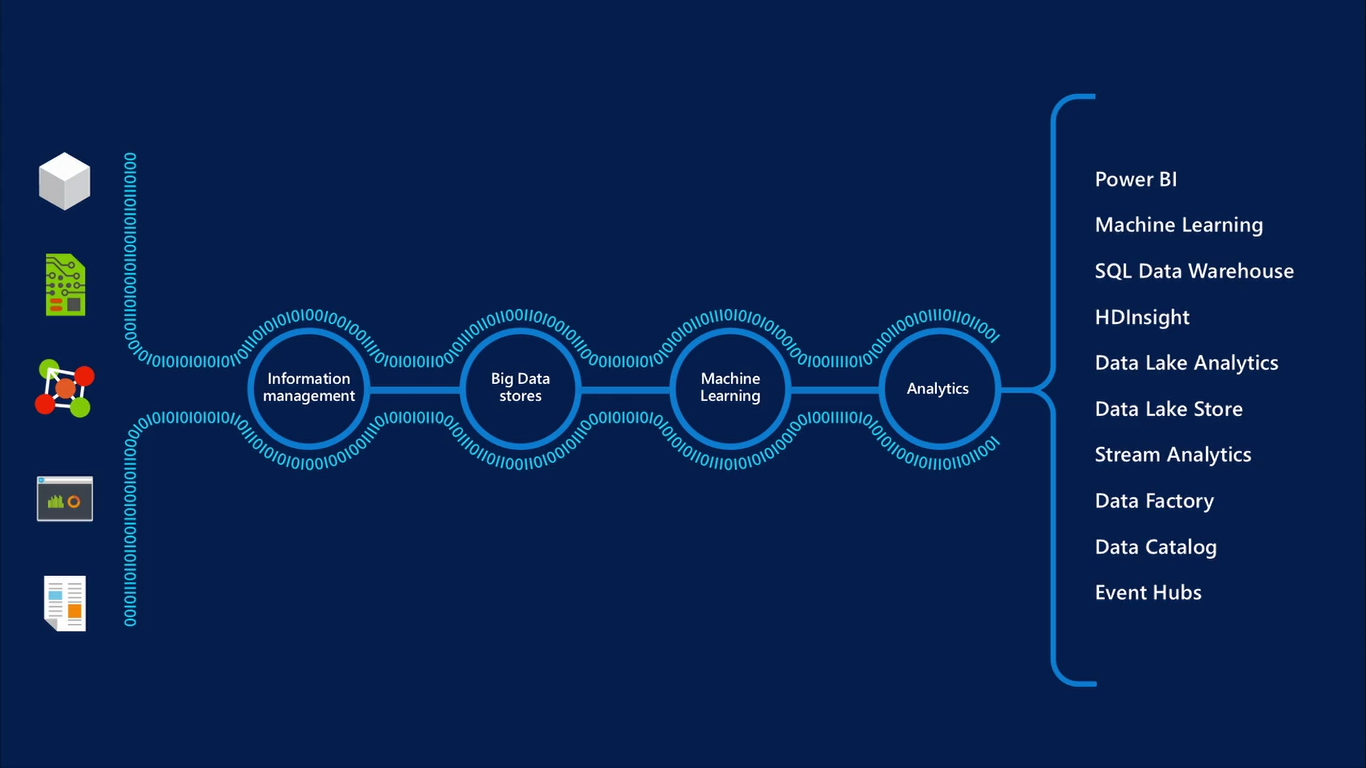 Information
management
Big Data
stores
Machine
Learning
Analytics
Power BI
Machine Learning
SQL Data Warehouse
HDInsight
Data Lake Analytics
Data Lake Store
Stream Analytics
Data Factory
Data Catalog
Event Hubs